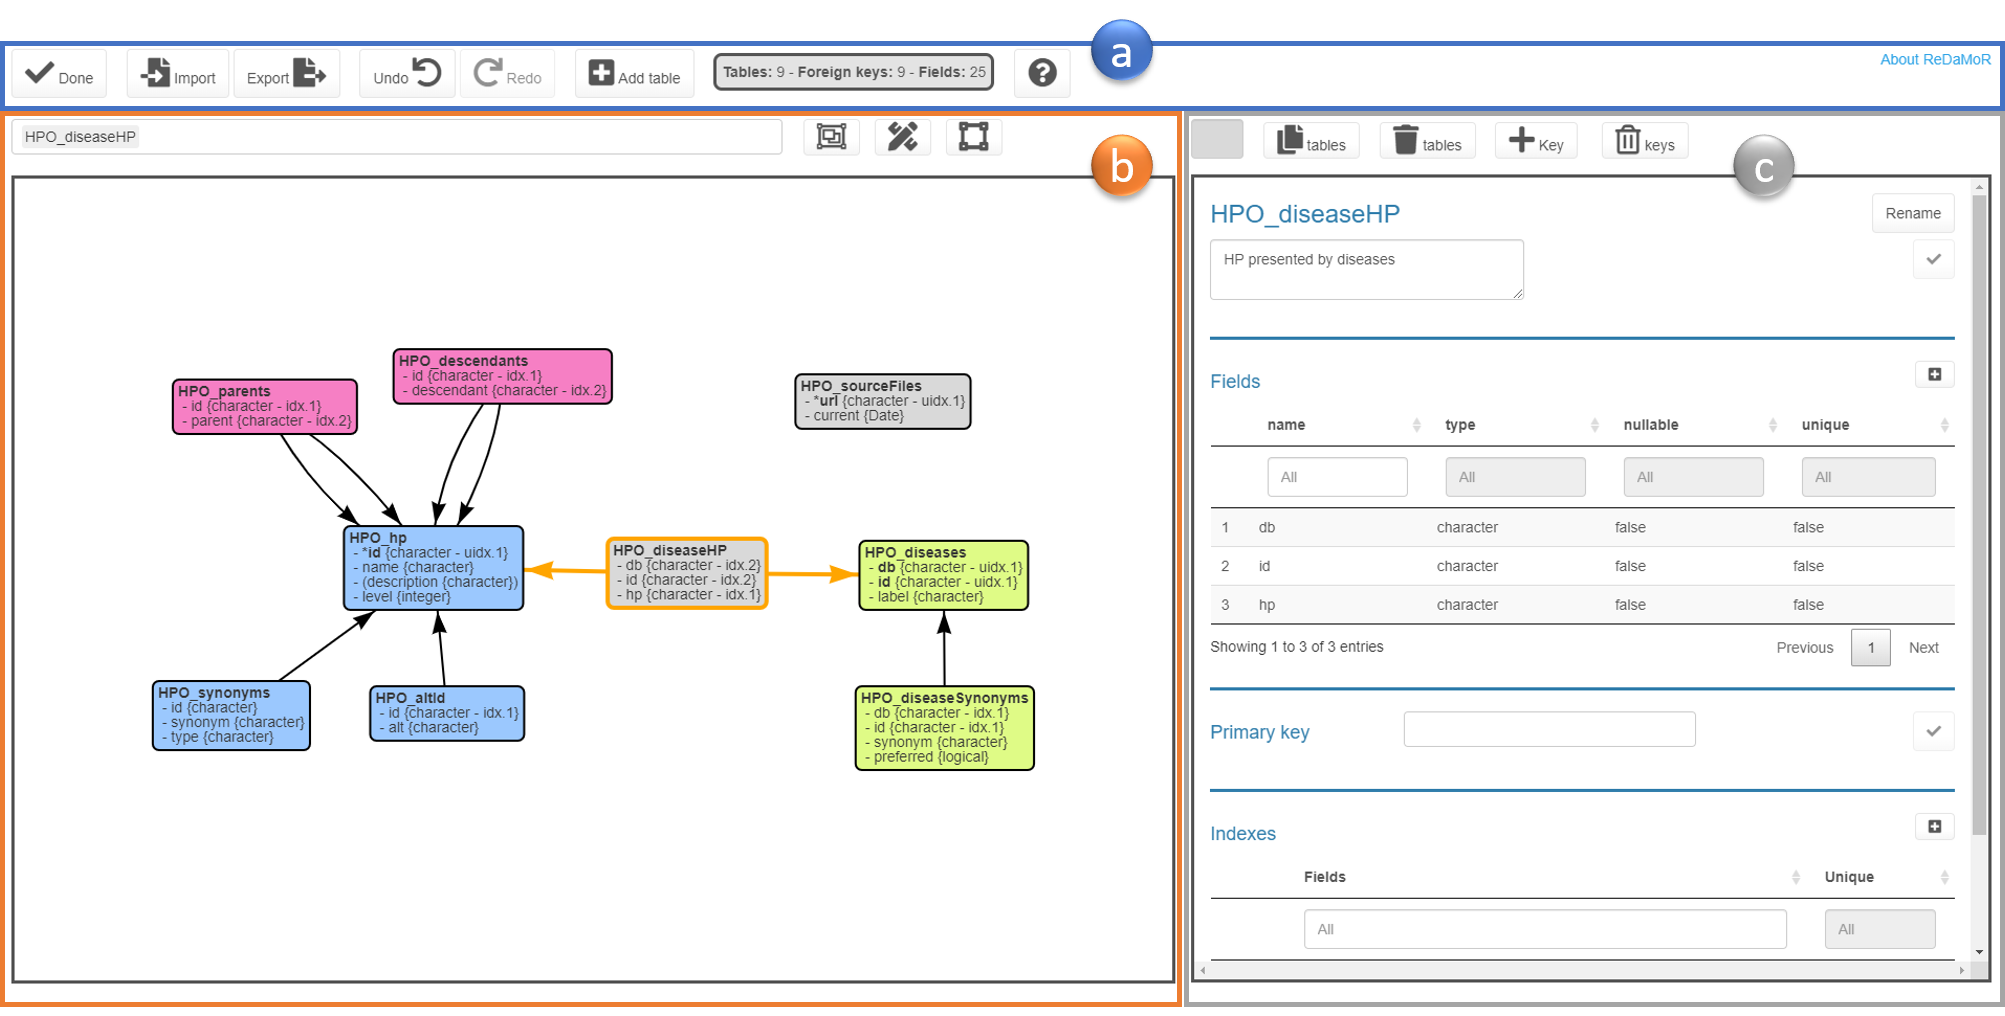 a
Done
Import
Export
Undo
Redo
Add table
Tables: 9 - Foreign keys: 9 - Fields: 25
About ReDaMoR
b
HPO_diseaseHP
HPO_parents
- id {character - idx.1}
- parent {character - idx.2}
HPO_descendants
- id {character - idx.1}
- descendant {character - idx.2}
HPO_sourceFiles
- *url {character - uidx.1}
- current {Date}
HPO_hp
- *id {character - uidx.1}
- name {character}
- (description {character})
- level {integer}
HPO_diseaseHP
- db {character - idx.2}
- id {character - idx.2}
- hp {character - idx.1}
HPO_diseases
- db {character - uidx.1}
- id {character - uidx.1}
- label {character}
HPO_synonyms
- id {character}
- synonym {character}
- type {character}
HPO_altId
- id {character - idx.1}
- alt {character}
HPO_diseaseSynonyms
- db {character - idx.1}
- id {character - idx.1}
- synonym {character}
- preferred {logical}
c
tables
tables
Key
keys
HPO_diseaseHP
Rename
HP presented by diseases
Fields
name type nullable unique
All All All All
1 db character false false
2 id character false false
3 hp character false false
Showing 1 to 3 of 3 entries
Previous 1 Next
Primary key
Indexes
Fields Unique
All All